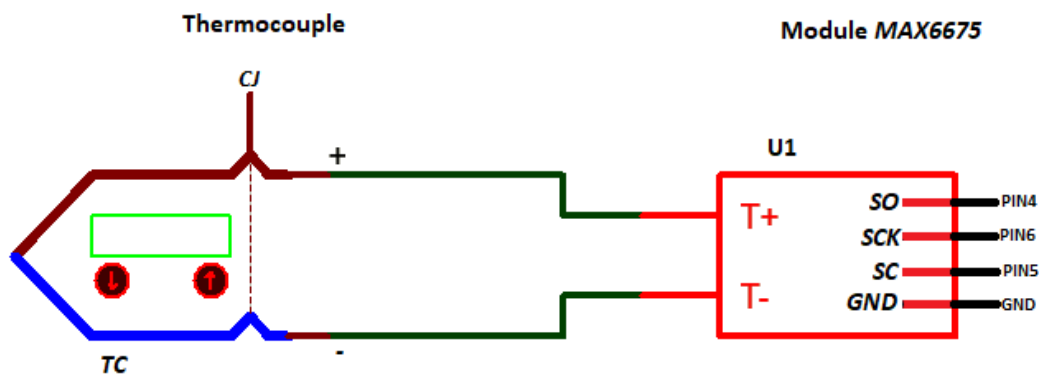 Thermocouple
Module MAX6675
CJ
+
U1
T+
SO PIN4
SCK PIN6
SC PIN5
T-
GND GND
-
TC